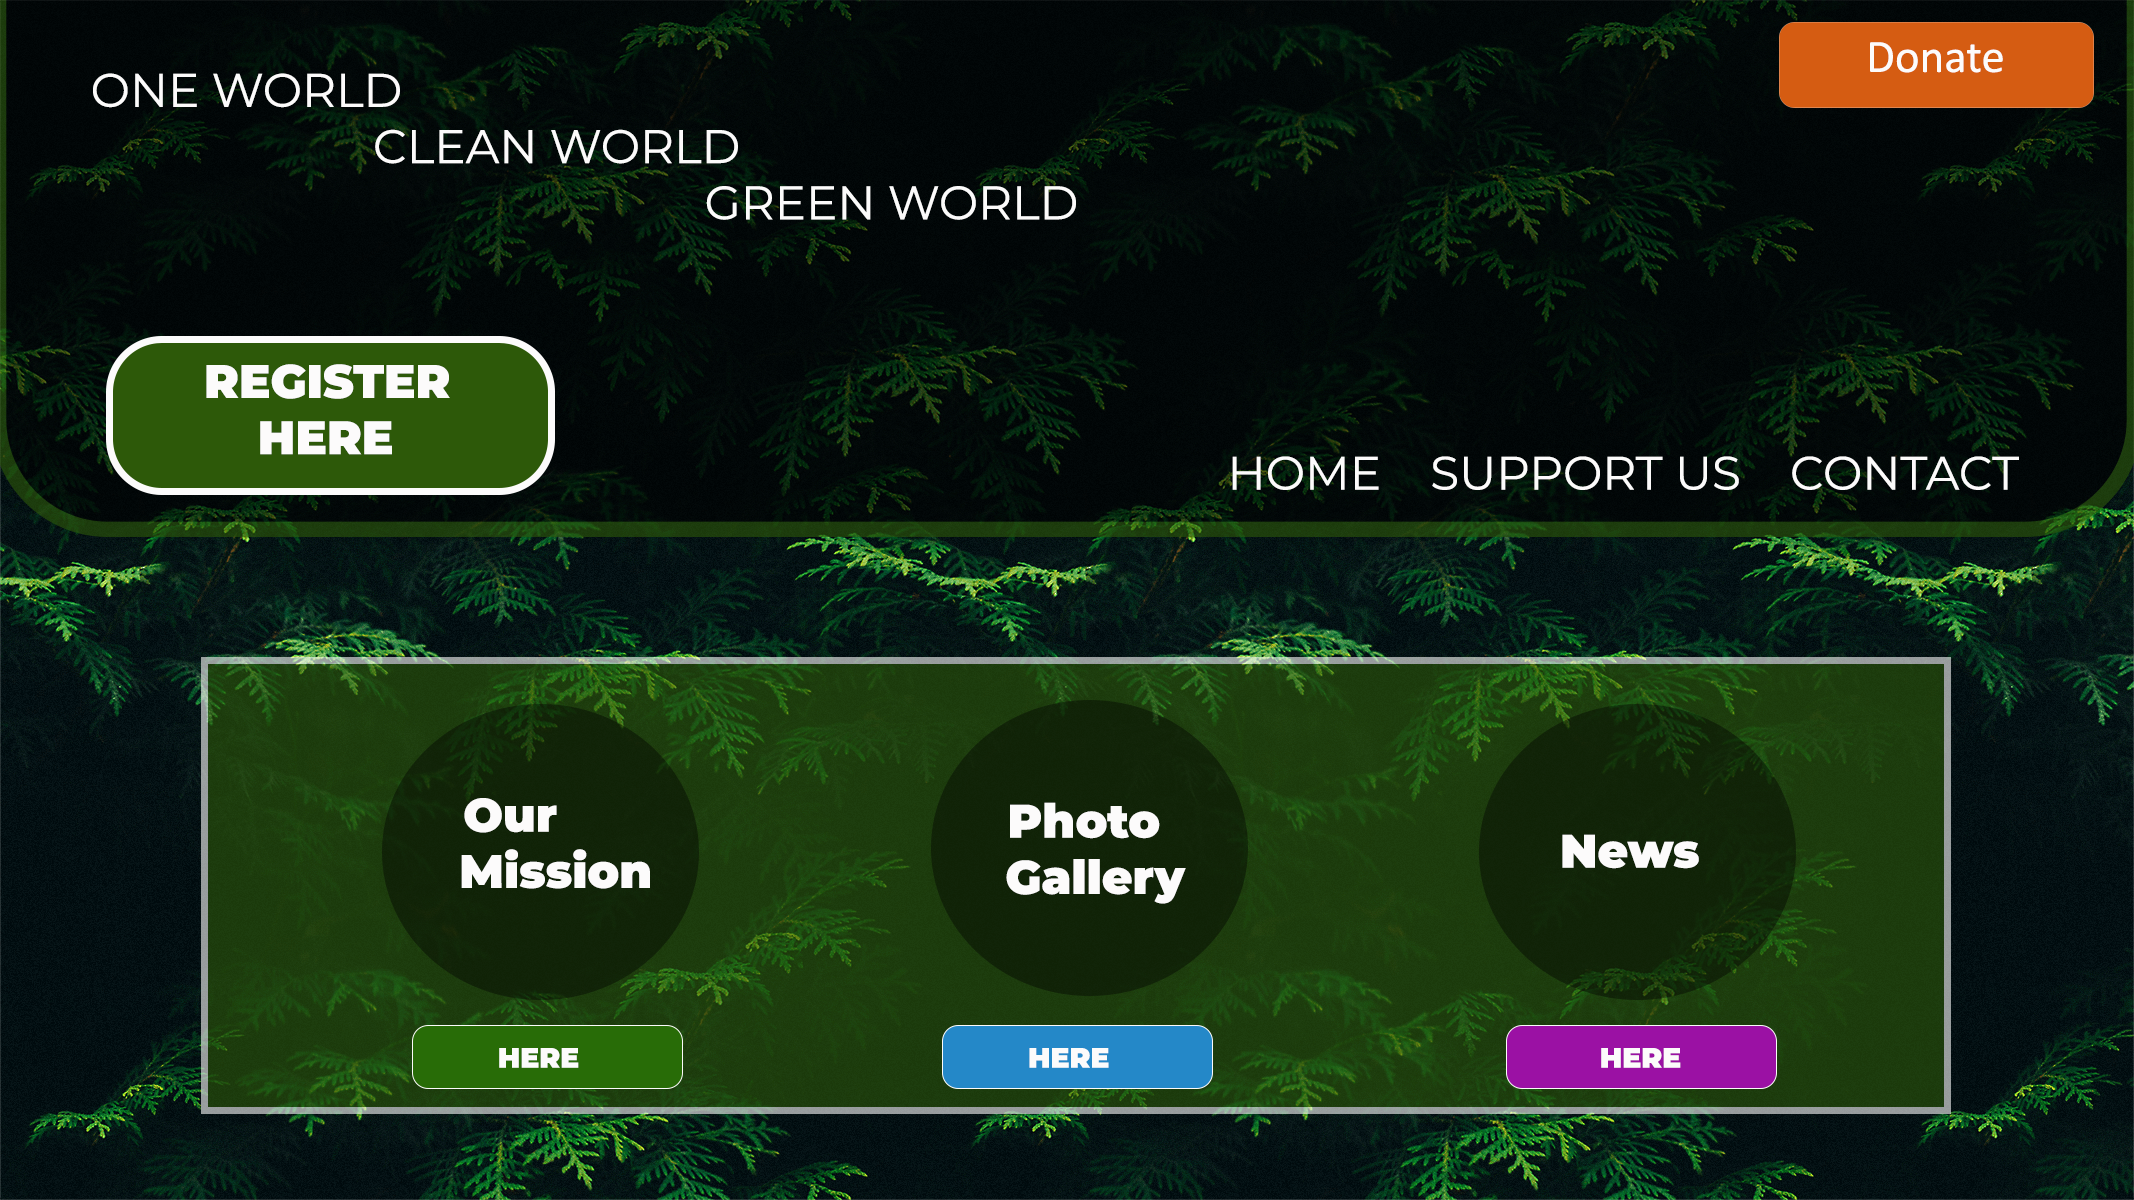 Donate
ONE WORLD
CLEAN WORLD
GREEN WORLD
REGISTER
HERE
HOME SUPPORT US CONTACT
Our
Mission
Photo
Gallery
News
HERE
HERE
HERE